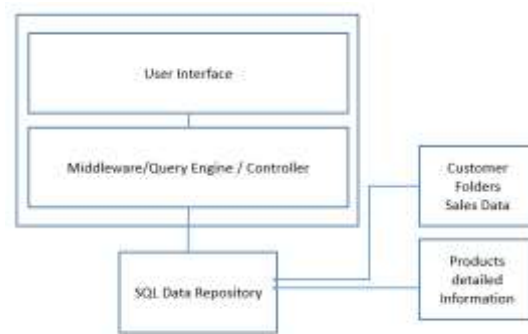 User Interface
Middleware/Query Engine / Controller
Customer
Folders
Sales Data
SQL Data Repository
Products
detailed
Information